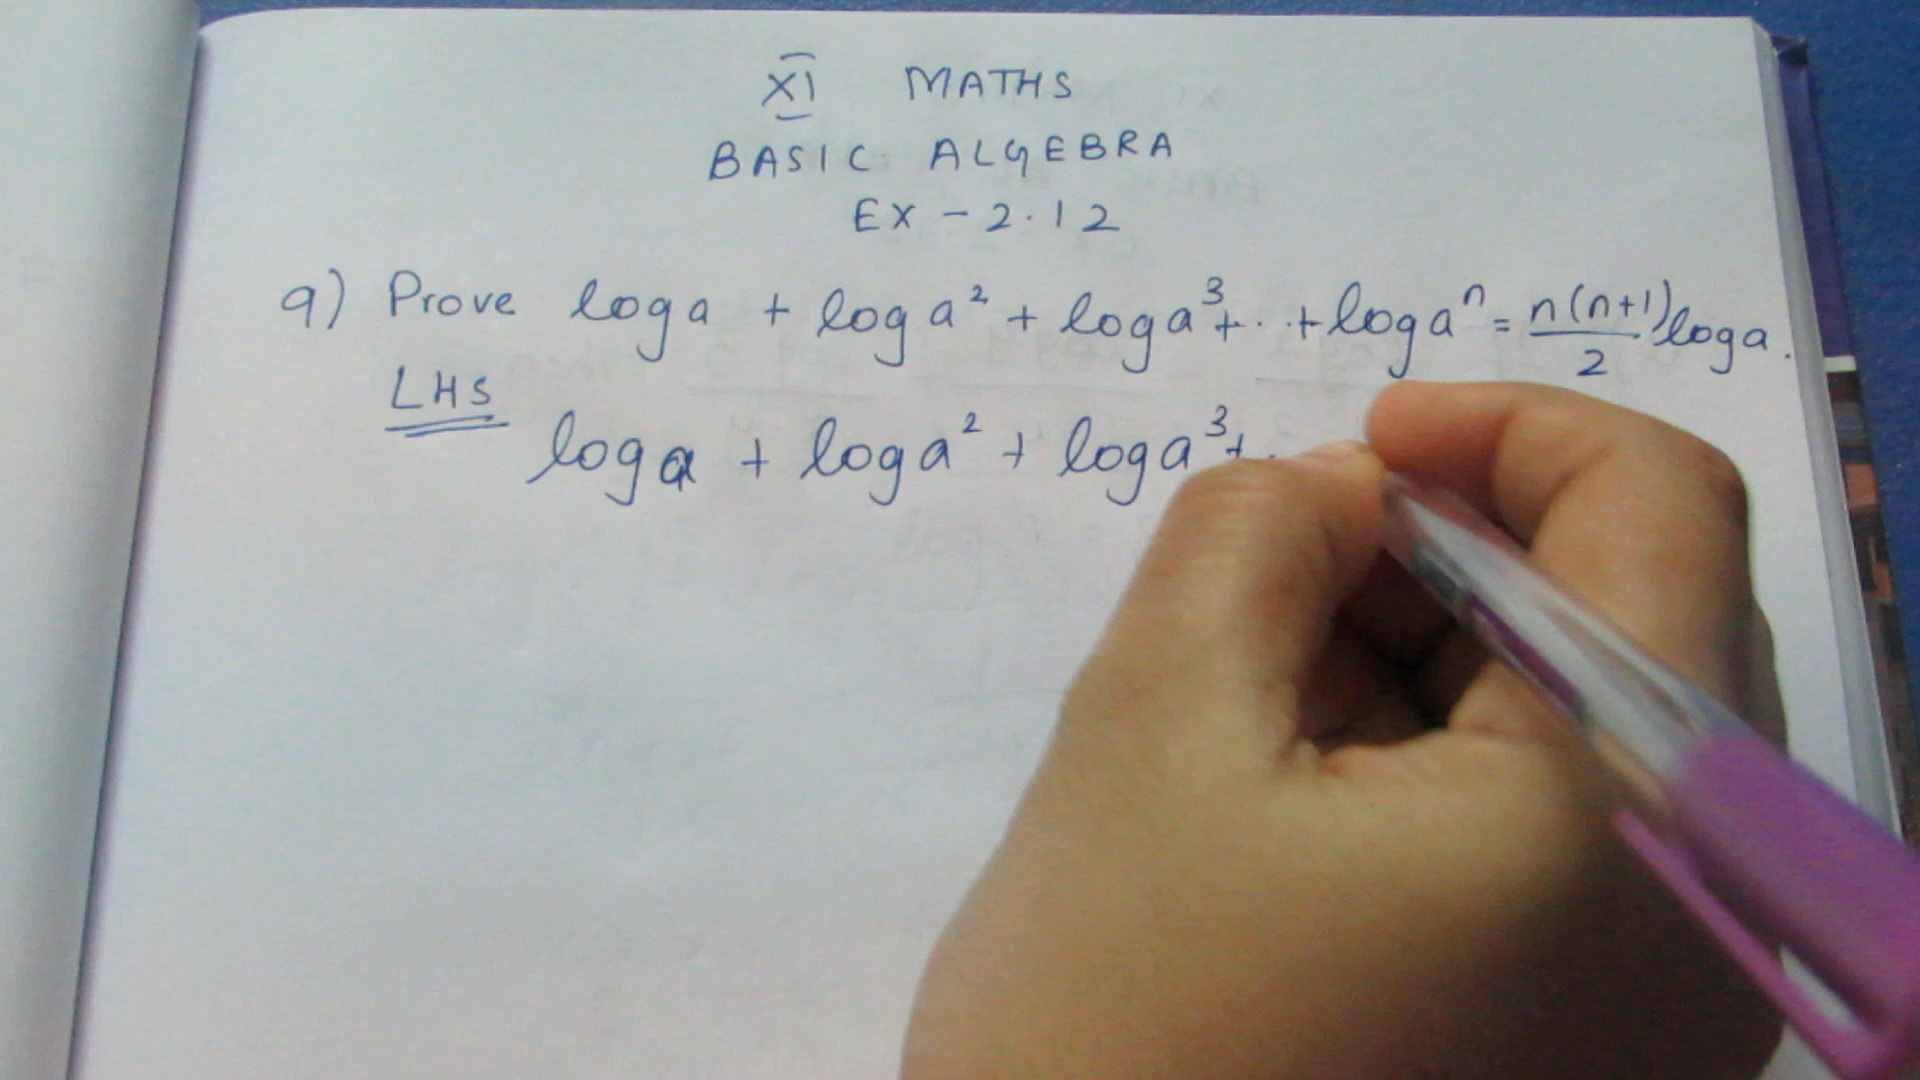 XI MATHS
BASIC ALGEBRA
EX - 2.12
9) Prove log a + log a² + log a³ + .. + log aⁿ = n(n+1)/2 log a.
LHS
log a + log a² + log a³ + .